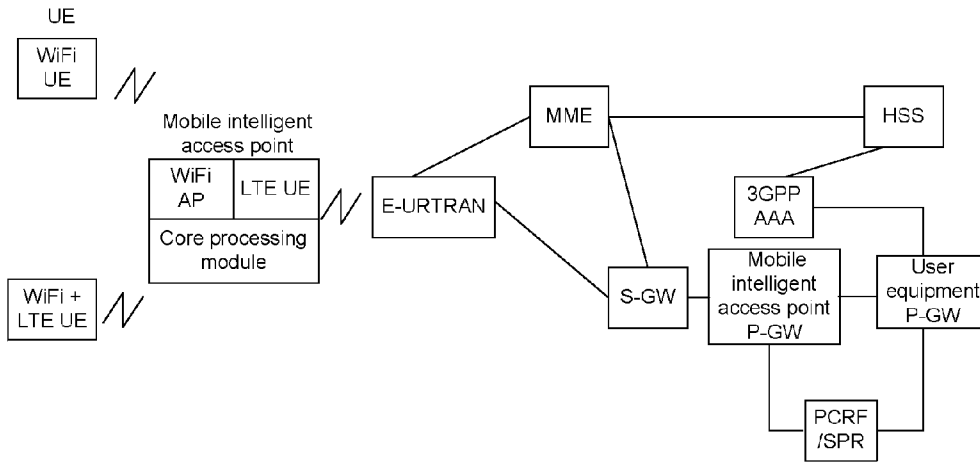 UE
WiFi
UE
Mobile intelligent
access point
WiFi
AP
LTE UE
Core processing
module
WiFi +
LTE UE
E-URTRAN
MME
HSS
3GPP
AAA
S-GW
Mobile
intelligent
access point
P-GW
User
equipment
P-GW
PCRF
/SPR